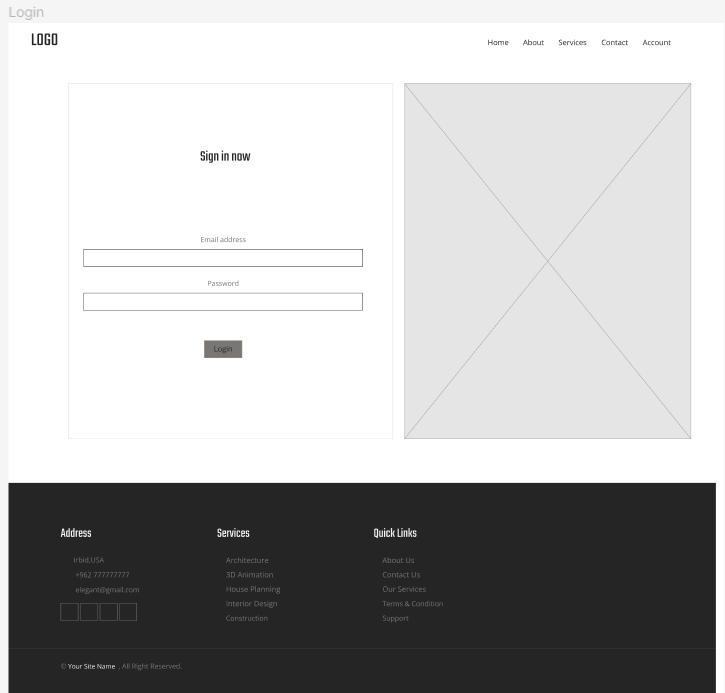 Login
LOGO
Home About Services Contact Account
Sign in now
Email address
Password
Login
Address
Irbid,USA
+962 777777777
elegant@gmail.com
Services
Architecture
3D Animation
House Planning
Interior Design
Construction
Quick Links
About Us
Contact Us
Our Services
Terms & Condition
Support
© Your Site Name , All Right Reserved.